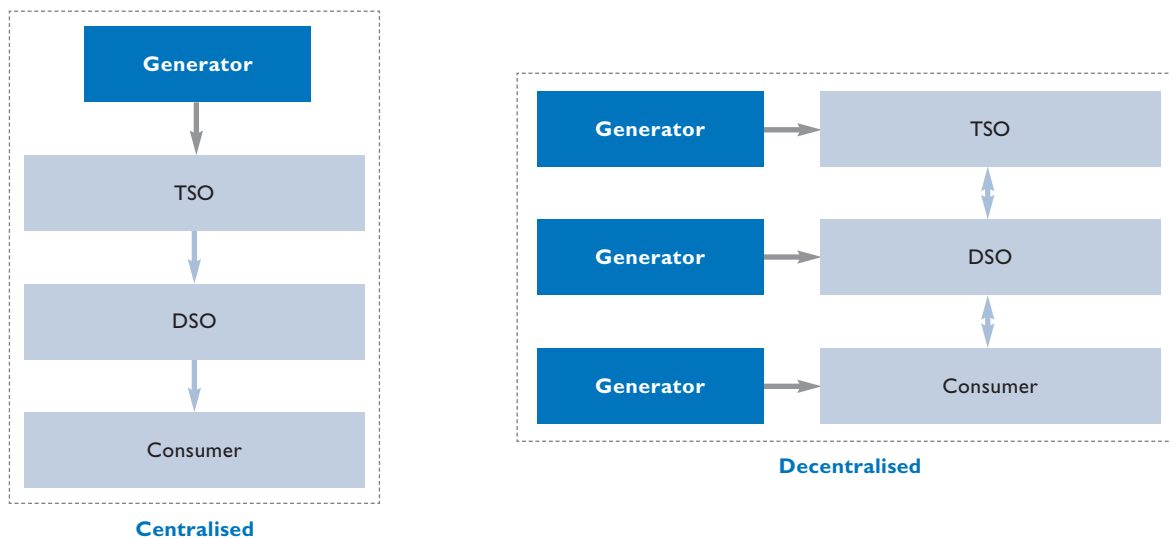 Generator
TSO
DSO
Consumer
Centralised
Generator
TSO
Generator
DSO
Generator
Consumer
Decentralised